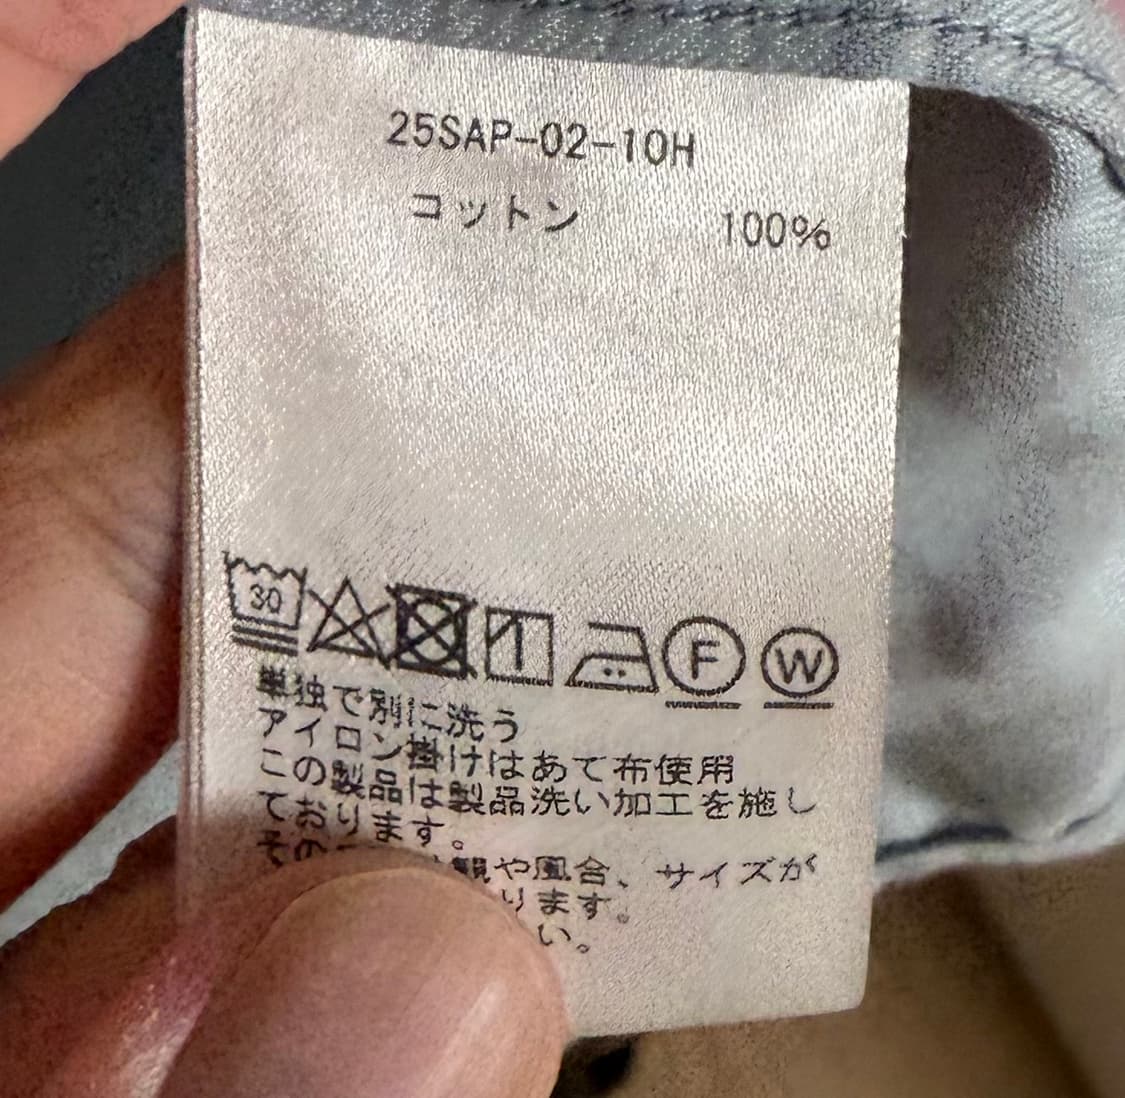 25SAP-02-10H
コットン 100%
30
F W
単独で別に洗う
アイロン掛けはあて布使用
この製品は製品洗い加工を施し
ております。
その 観や風合、サイズが
ります。
い。